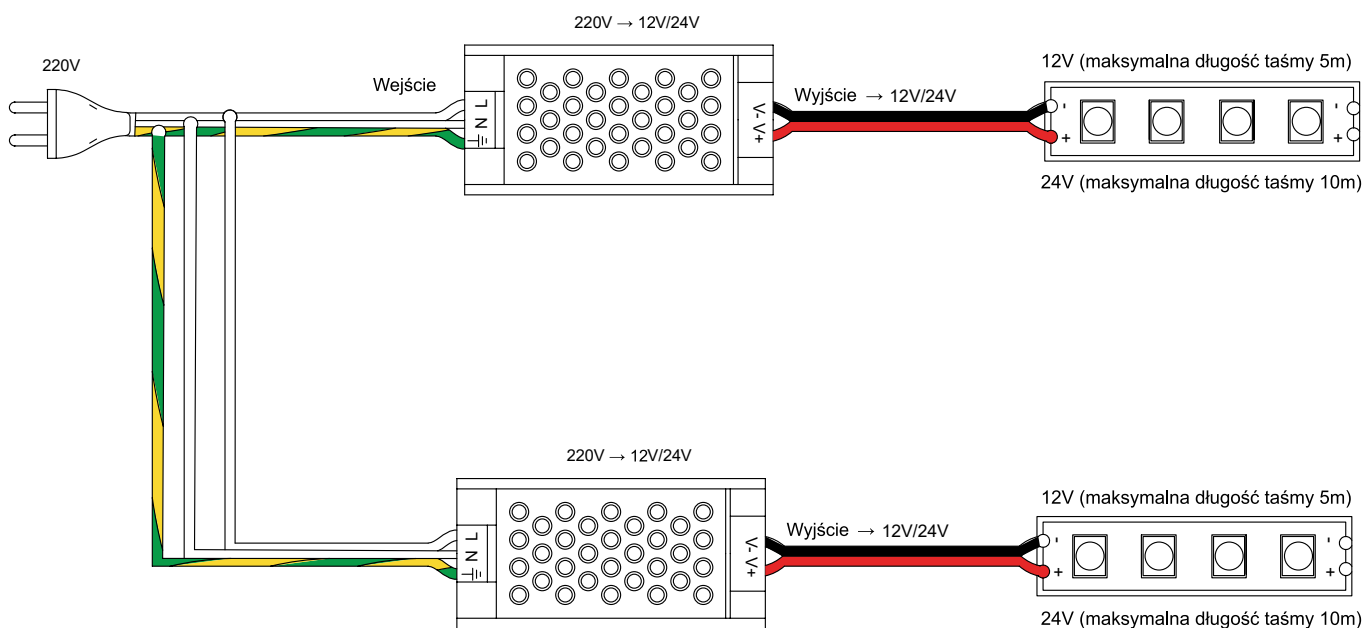 220V → 12V/24V
220V
Wejście
L
N
V- V+
Wyjście → 12V/24V
12V (maksymalna długość taśmy 5m)
- -
+ +
24V (maksymalna długość taśmy 10m)
220V → 12V/24V
L
N
V- V+
Wyjście → 12V/24V
12V (maksymalna długość taśmy 5m)
- -
+ +
24V (maksymalna długość taśmy 10m)